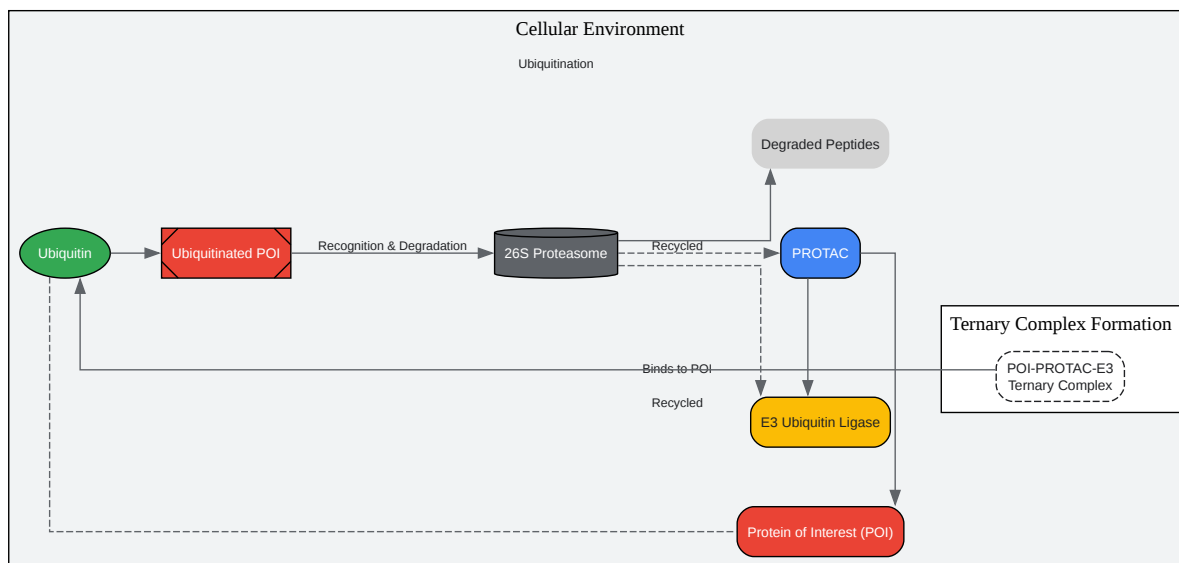 Cellular Environment
Ubiquitination
Degraded Peptides
Ubiquitin
Ubiquitinated POI
Recognition & Degradation
26S Proteasome
Recycled
PROTAC
Ternary Complex Formation
POI-PROTAC-E3
Ternary Complex
Binds to POI
Recycled
E3 Ubiquitin Ligase
Protein of Interest (POI)